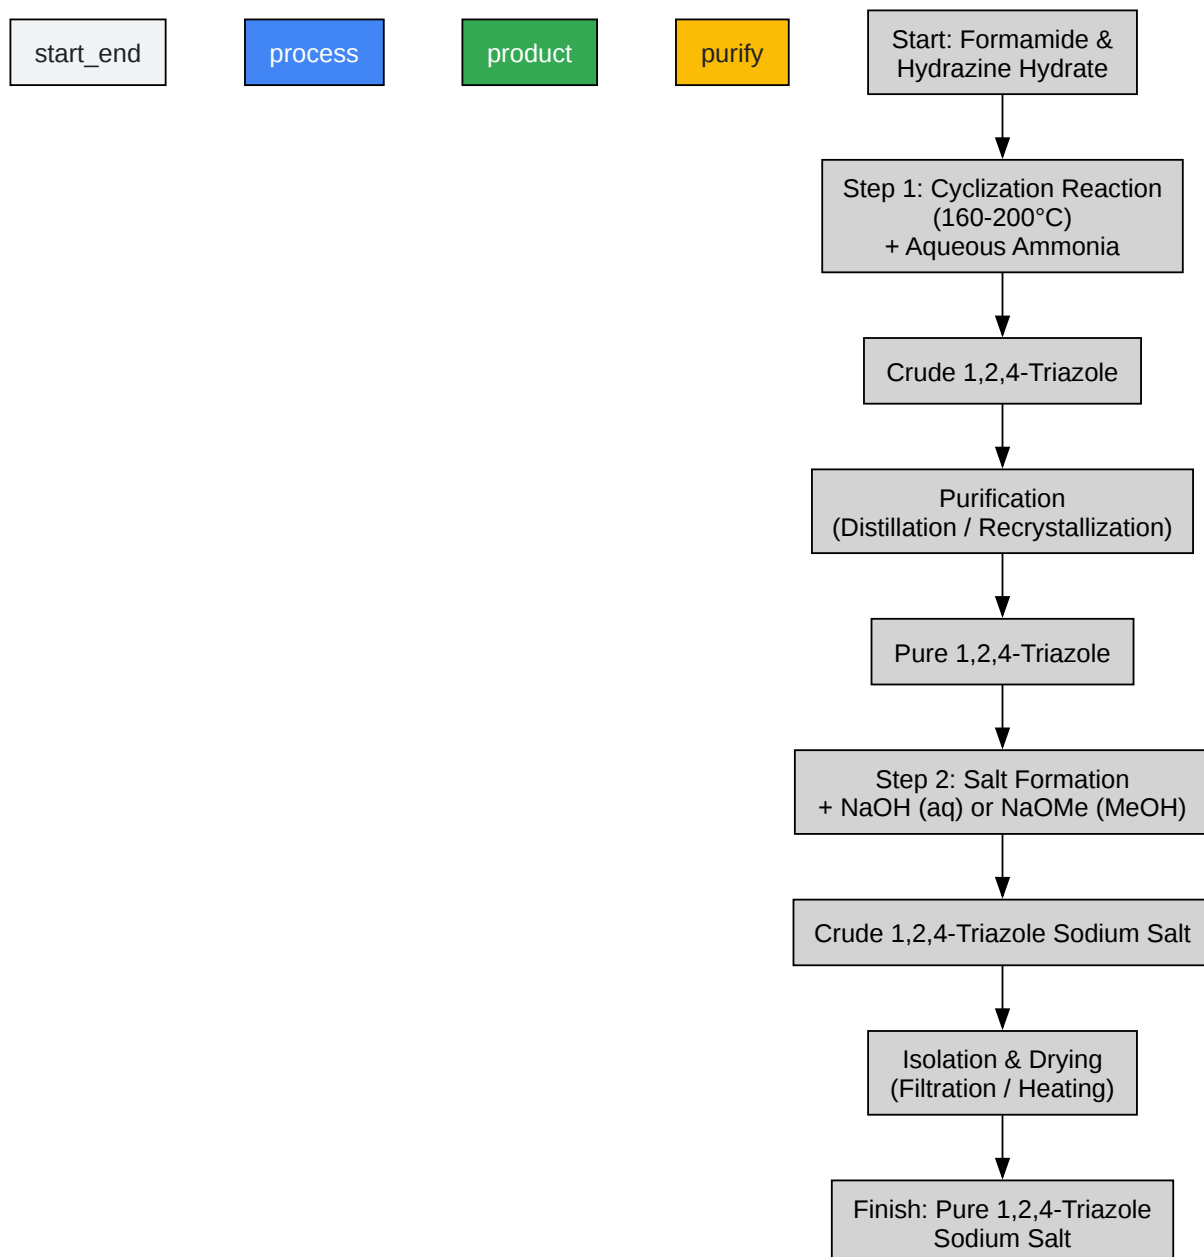 start_end
process
product
purify
Start: Formamide &
Hydrazine Hydrate
Step 1: Cyclization Reaction
(160-200°C)
+ Aqueous Ammonia
Crude 1,2,4-Triazole
Purification
(Distillation / Recrystallization)
Pure 1,2,4-Triazole
Step 2: Salt Formation
+ NaOH (aq) or NaOMe (MeOH)
Crude 1,2,4-Triazole Sodium Salt
Isolation & Drying
(Filtration / Heating)
Finish: Pure 1,2,4-Triazole
Sodium Salt